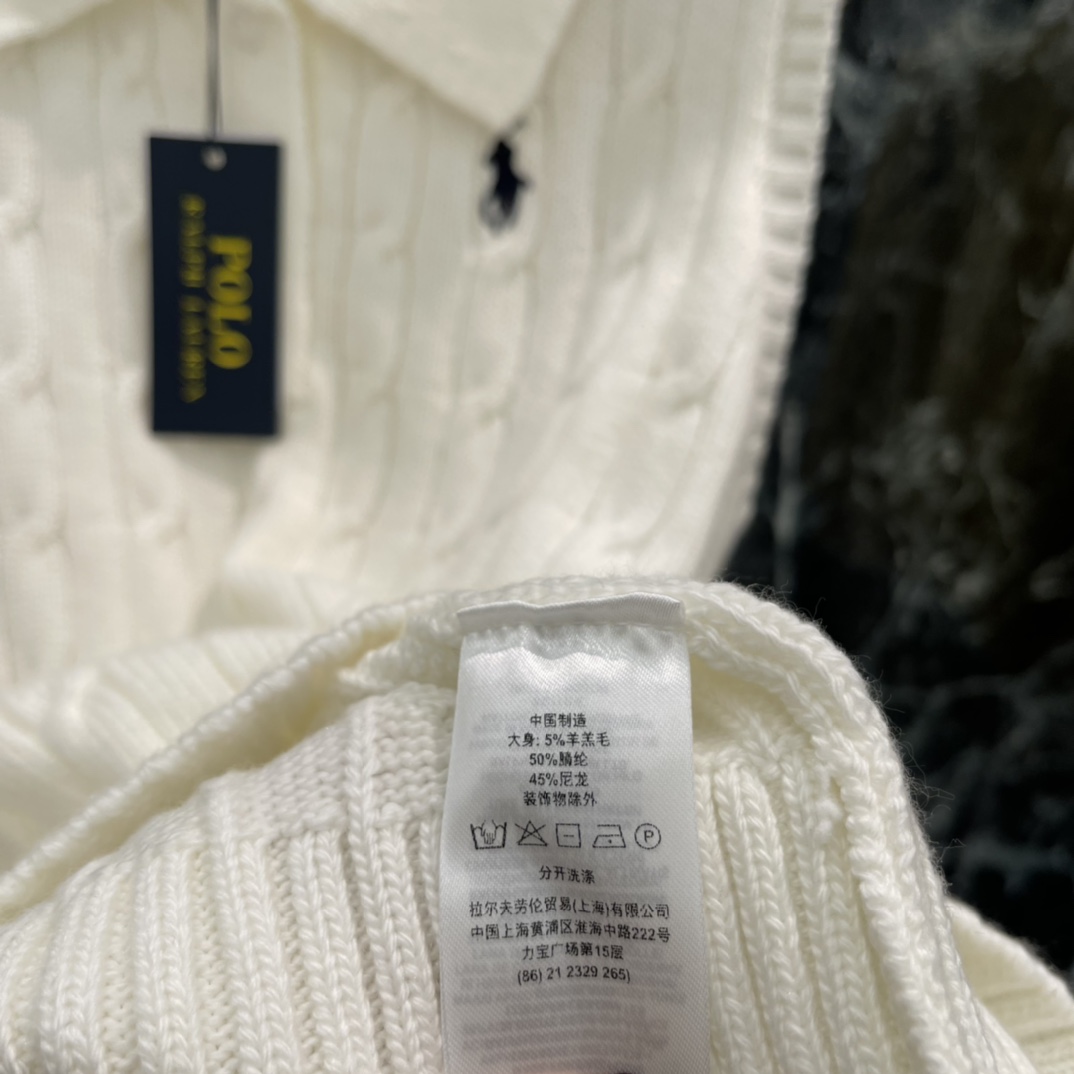 POLO
RALPH LAUREN
中国制造
大身: 5%羊羔毛
50%腈纶
45%尼龙
装饰物除外
P
分开洗涤
拉尔夫劳伦贸易(上海)有限公司
中国上海黄浦区淮海中路222号
力宝广场第15层
(86) 21 2329 265)